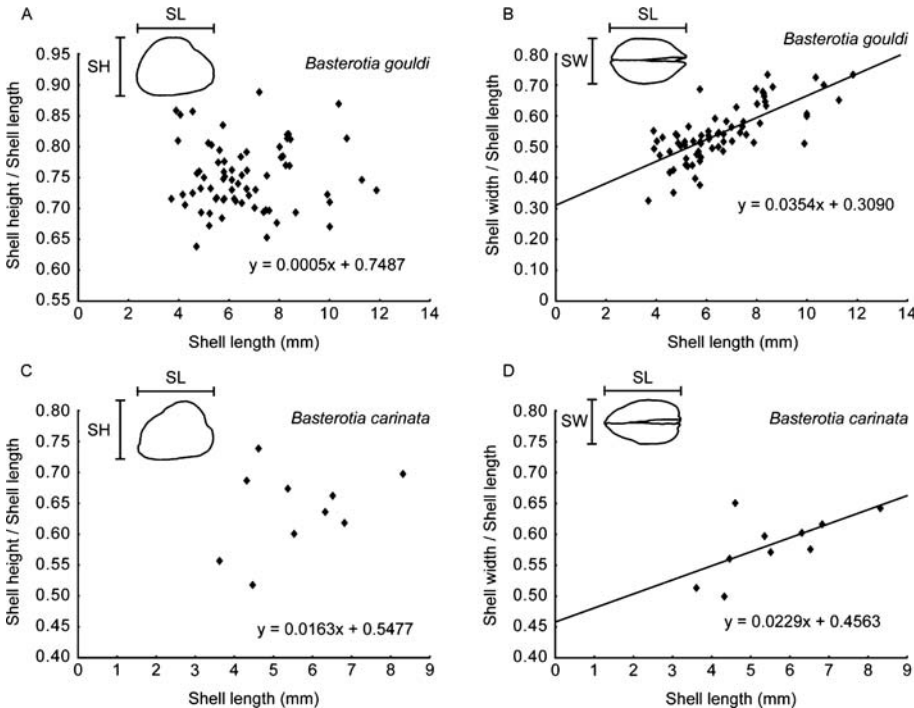 A
SL
SH
Basterotia gouldi
Shell height / Shell length
0.95
0.90
0.85
0.80
0.75
0.70
0.65
0.60
0.55
y = 0.0005x + 0.7487
0 2 4 6 8 10 12 14
Shell length (mm)
B
SL
SW
Basterotia gouldi
Shell width / Shell length
0.80
0.70
0.60
0.50
0.40
0.30
0.20
0.10
0
y = 0.0354x + 0.3090
0 2 4 6 8 10 12 14
Shell length (mm)
C
SL
SH
Basterotia carinata
Shell height / Shell length
0.80
0.75
0.70
0.65
0.60
0.55
0.50
0.45
0.40
y = 0.0163x + 0.5477
0 1 2 3 4 5 6 7 8 9
Shell length (mm)
D
SL
SW
Basterotia carinata
Shell width / Shell length
0.80
0.75
0.70
0.65
0.60
0.55
0.50
0.45
0.40
y = 0.0229x + 0.4563
0 1 2 3 4 5 6 7 8 9
Shell length (mm)